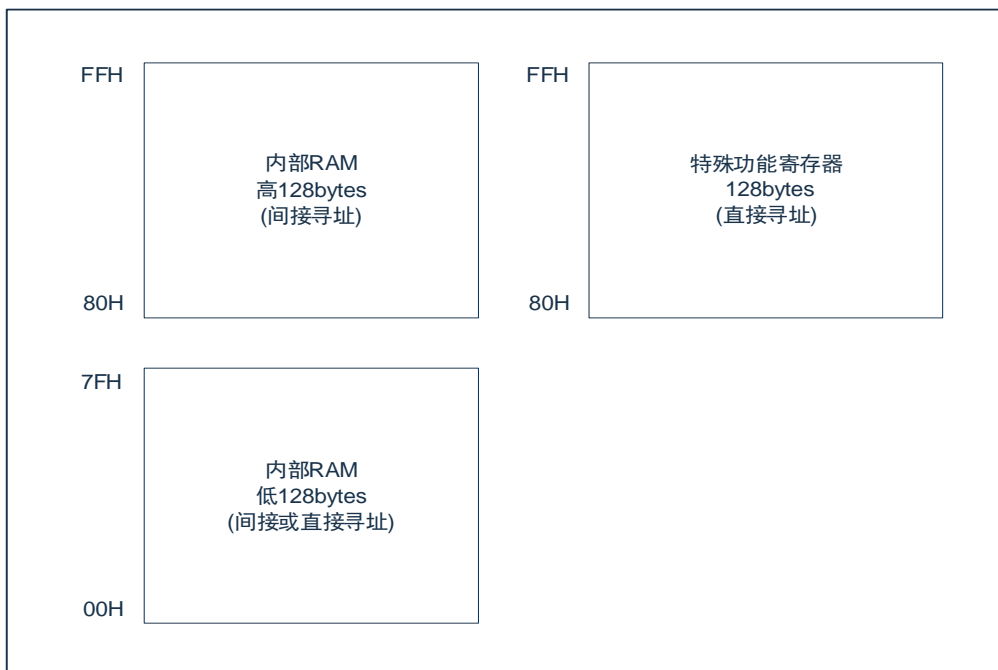 FFH
内部RAM
高128bytes
(间接寻址)
80H
FFH
特殊功能寄存器
128bytes
(直接寻址)
80H
7FH
内部RAM
低128bytes
(间接或直接寻址)
00H